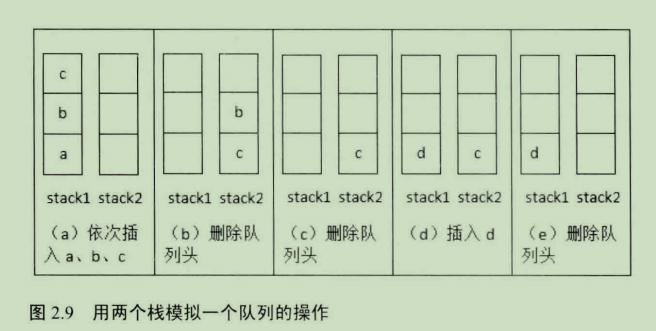 c
b
b
a
c
c
d
c
d
stack1 stack2
stack1 stack2
stack1 stack2
stack1 stack2
stack1 stack2
（a）依次插
入 a、b、c
（b）删除队
列头
（c）删除队
列头
（d）插入 d
（e）删除队
列头
图 2.9 用两个栈模拟一个队列的操作